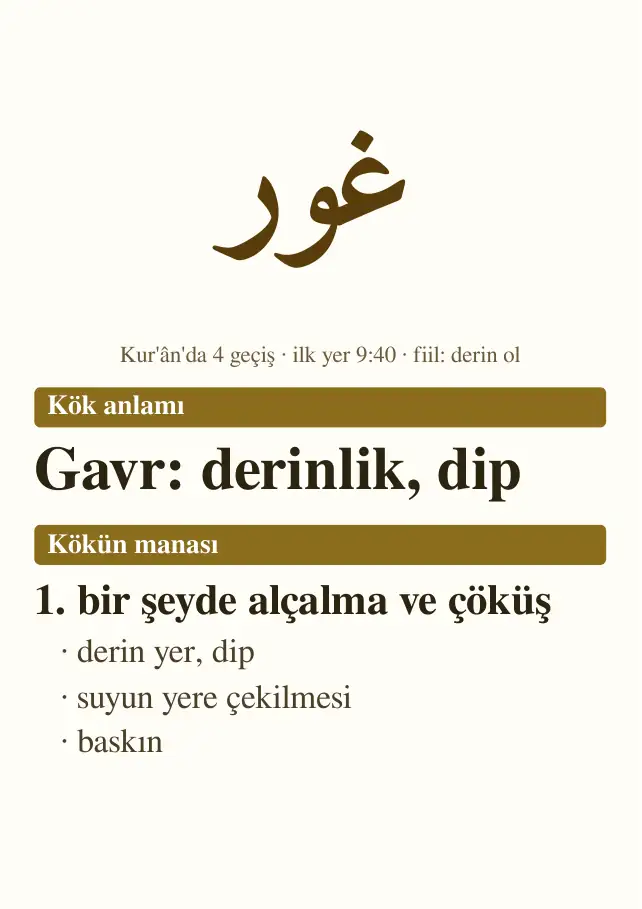 غور
Kur'ân'da 4 geçiş · ilk yer 9:40 · fiil: derin ol
Kök anlamı
Gavr: derinlik, dip
Kökün manası
1. bir şeyde alçalma ve çöküş
· derin yer, dip
· suyun yere çekilmesi
· baskın